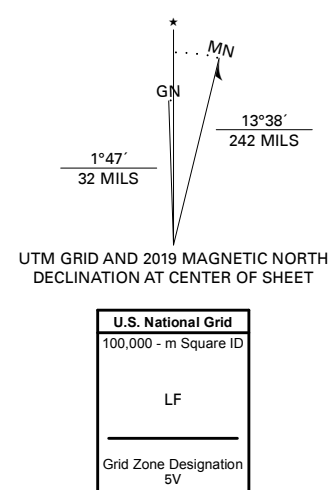 ★
MN
GN
13°38´
242 MILS
1°47´
32 MILS
UTM GRID AND 2019 MAGNETIC NORTH
DECLINATION AT CENTER OF SHEET
U.S. National Grid
100,000 - m Square ID
LF
Grid Zone Designation
5V